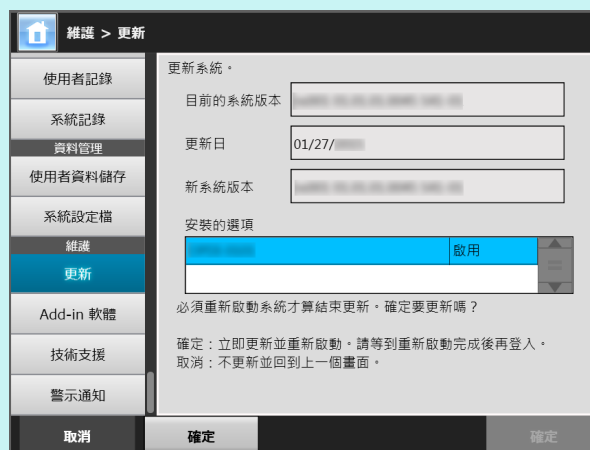 維護 > 更新
使用者記錄
系統記錄
資料管理
使用者資料儲存
系統設定檔
維護
更新
Add-in 軟體
技術支援
警示通知
更新系統。
目前的系統版本
更新日
01/27/
新系統版本
安裝的選項
啟用
必須重新啟動系統才算結束更新。確定要更新嗎？
確定：立即更新並重新啟動。請等到重新啟動完成後再登入。
取消：不更新並回到上一個畫面。
取消
確定
確定